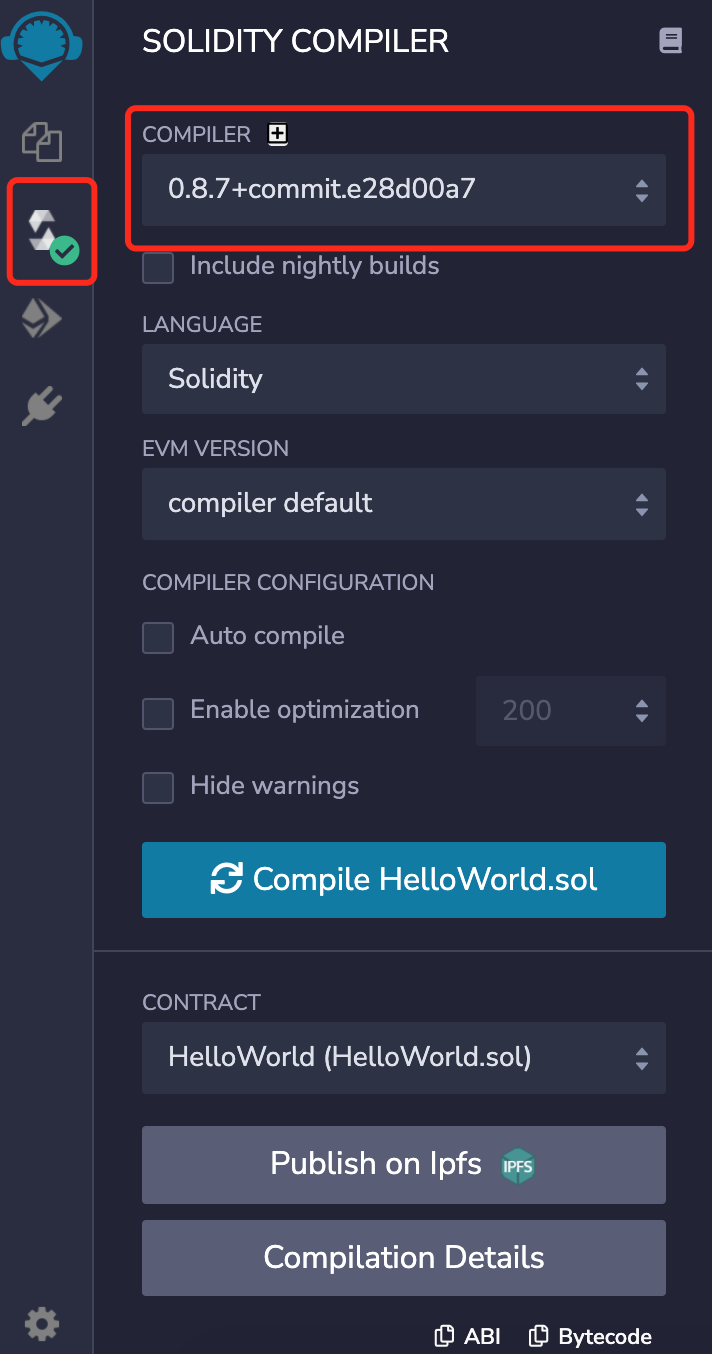 SOLIDITY COMPILER
COMPILER
0.8.7+commit.e28d00a7
Include nightly builds
LANGUAGE
Solidity
EVM VERSION
compiler default
COMPILER CONFIGURATION
Auto compile
Enable optimization 200
Hide warnings
Compile HelloWorld.sol
CONTRACT
HelloWorld (HelloWorld.sol)
Publish on Ipfs IPFS
Compilation Details
ABI Bytecode